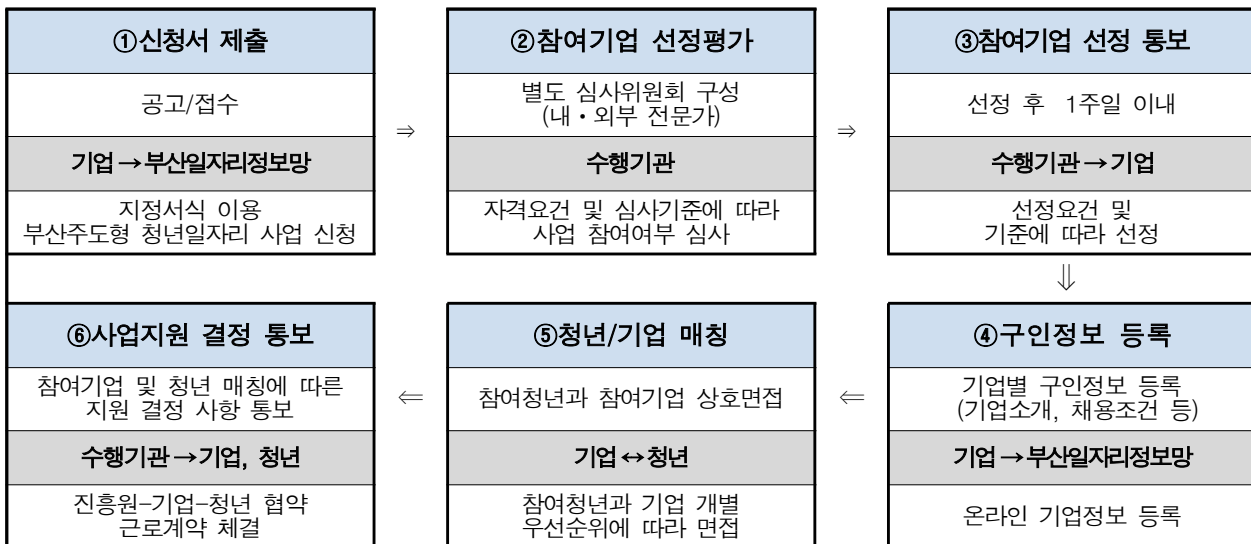 ①신청서 제출
공고/접수
기업→부산일자리정보망
지정서식 이용
부산주도형 청년일자리 사업 신청
⇒
②참여기업 선정평가
별도 심사위원회 구성
(내・외부 전문가)
수행기관
자격요건 및 심사기준에 따라
사업 참여여부 심사
⇒
③참여기업 선정 통보
선정 후 1주일 이내
수행기관→기업
선정요건 및
기준에 따라 선정
⇓
④구인정보 등록
기업별 구인정보 등록
(기업소개, 채용조건 등)
기업→부산일자리정보망
온라인 기업정보 등록
⇐
⑤청년/기업 매칭
참여청년과 참여기업 상호면접
기업↔청년
참여청년과 기업 개별
우선순위에 따라 면접
⇐
⑥사업지원 결정 통보
참여기업 및 청년 매칭에 따른
지원 결정 사항 통보
수행기관→기업, 청년
진흥원-기업-청년 협약
근로계약 체결